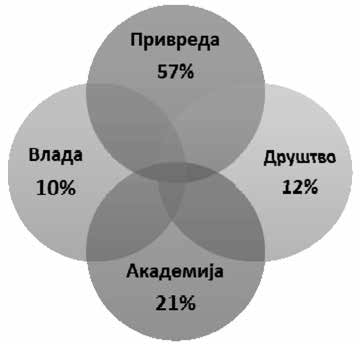 Привреда
57%
Влада
10%
Друштво
12%
Академија
21%